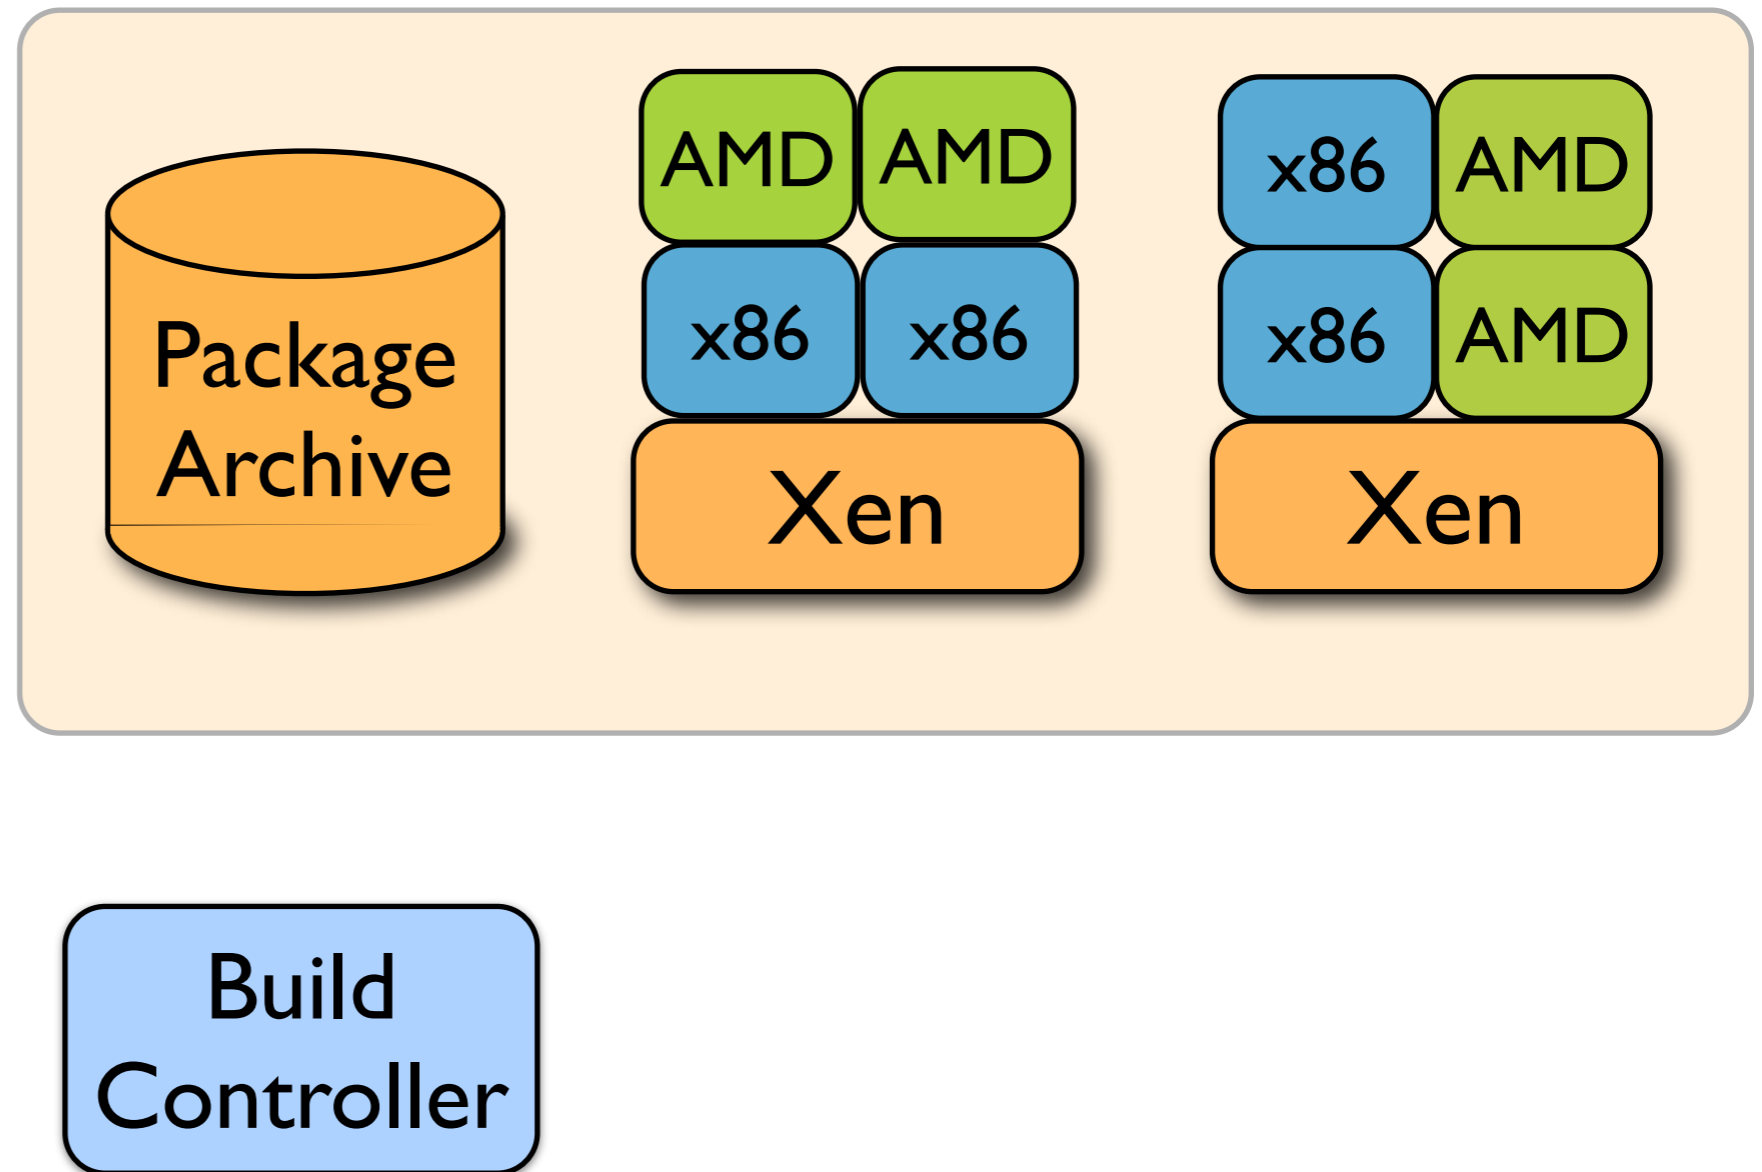 Package
Archive
AMD AMD
x86 x86
Xen
x86 AMD
x86 AMD
Xen
Build
Controller